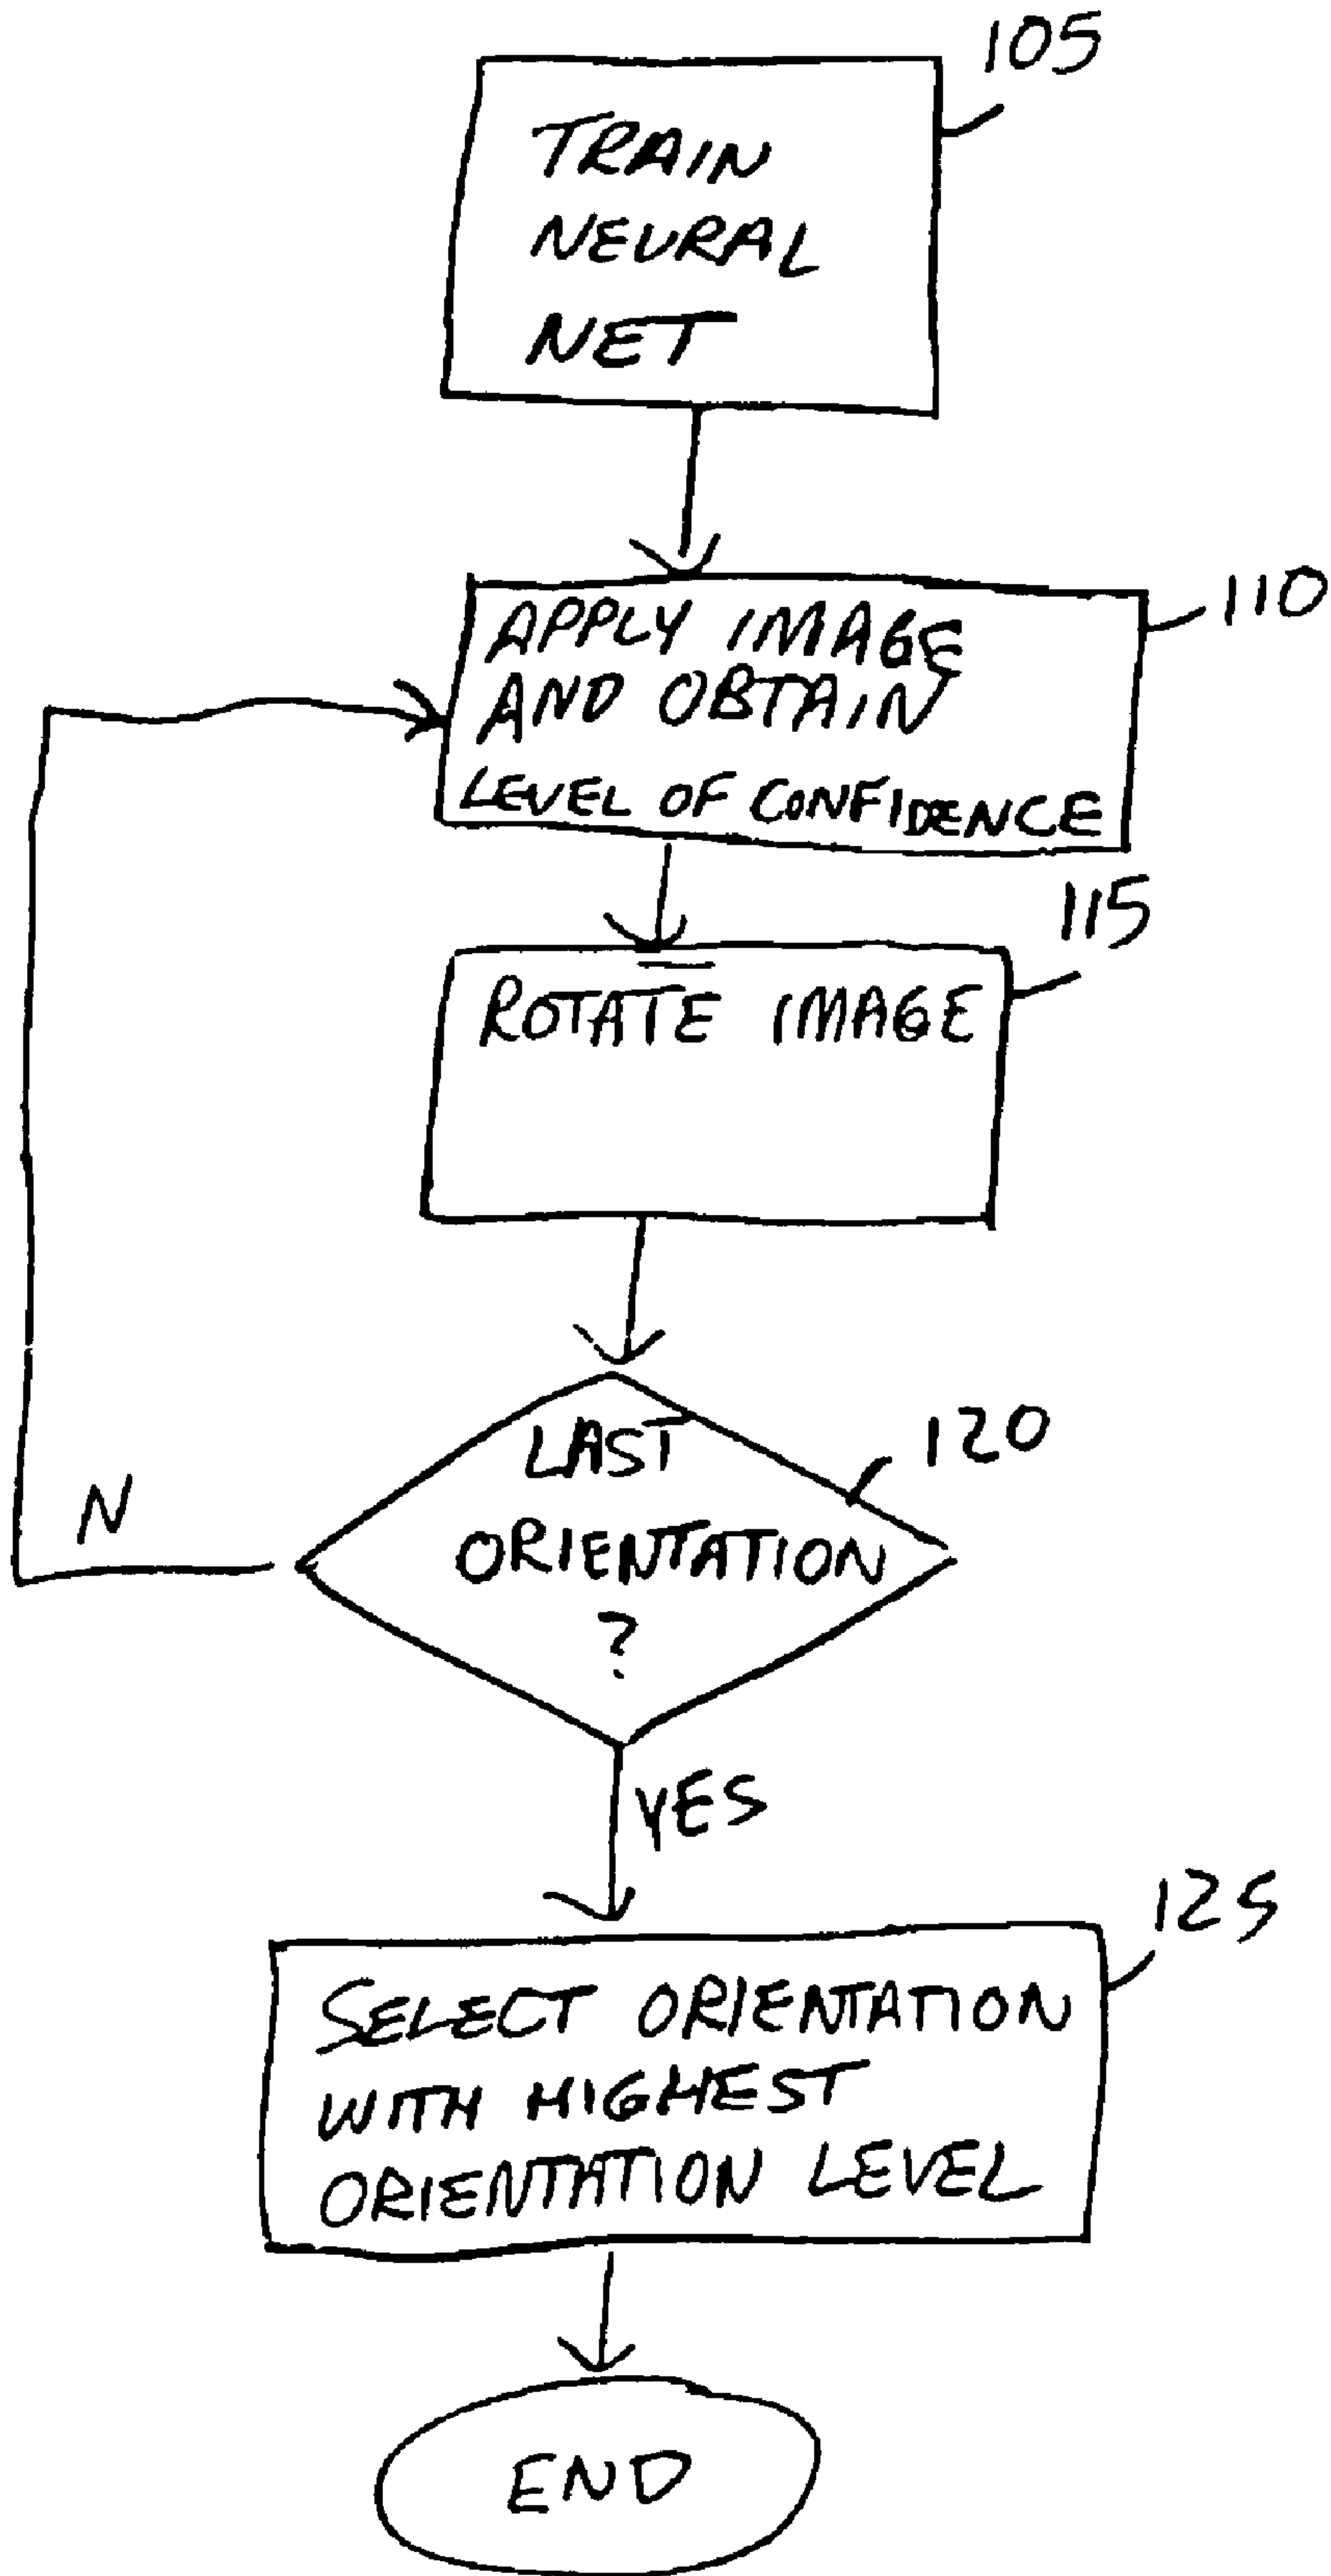 105
TRAIN
NEURAL
NET
110
APPLY IMAGE
AND OBTAIN
LEVEL OF CONFIDENCE
115
ROTATE IMAGE
120
LAST
ORIENTATION
?
N
YES
125
SELECT ORIENTATION
WITH HIGHEST
ORIENTATION LEVEL
END